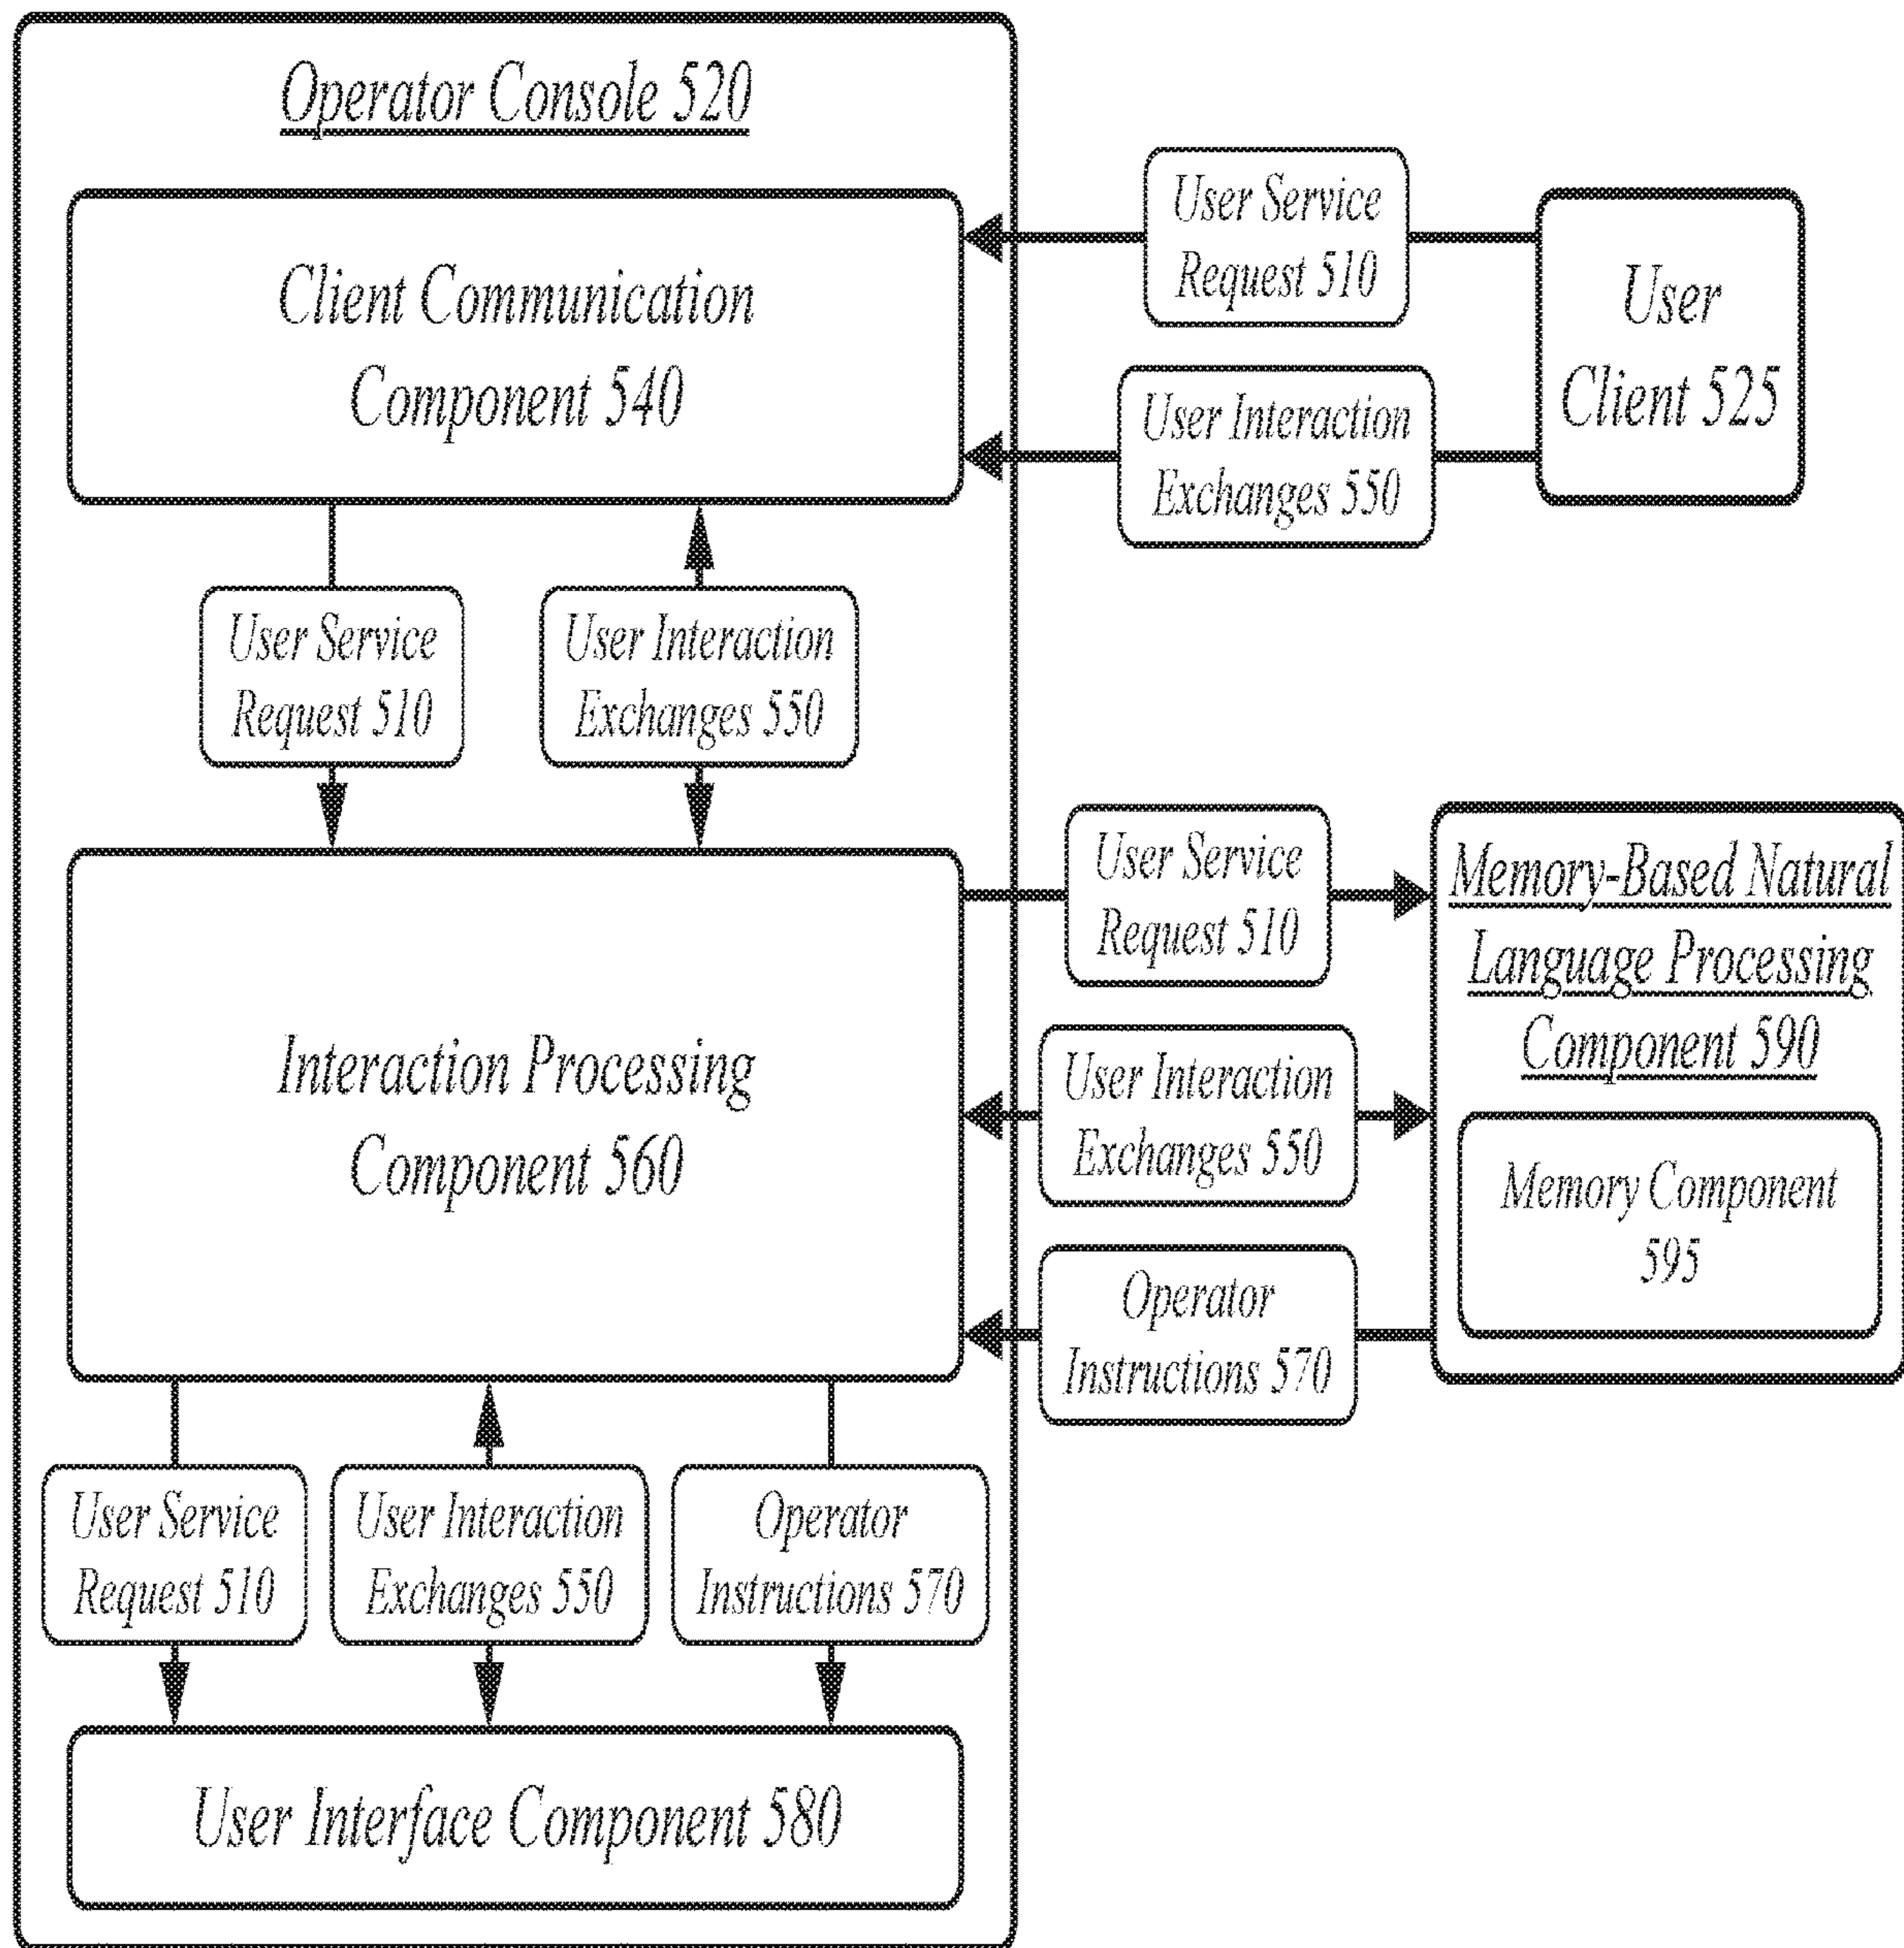 Operator Console 520
Client Communication
Component 540
User Service
Request 510
User Interaction
Exchanges 550
User
Client 525
User Service
Request 510
User Interaction
Exchanges 550
Interaction Processing
Component 560
User Service
Request 510
User Interaction
Exchanges 550
Operator
Instructions 570
Memory-Based Natural
Language Processing
Component 590
Memory Component
595
User Service
Request 510
User Interaction
Exchanges 550
Operator
Instructions 570
User Interface Component 580